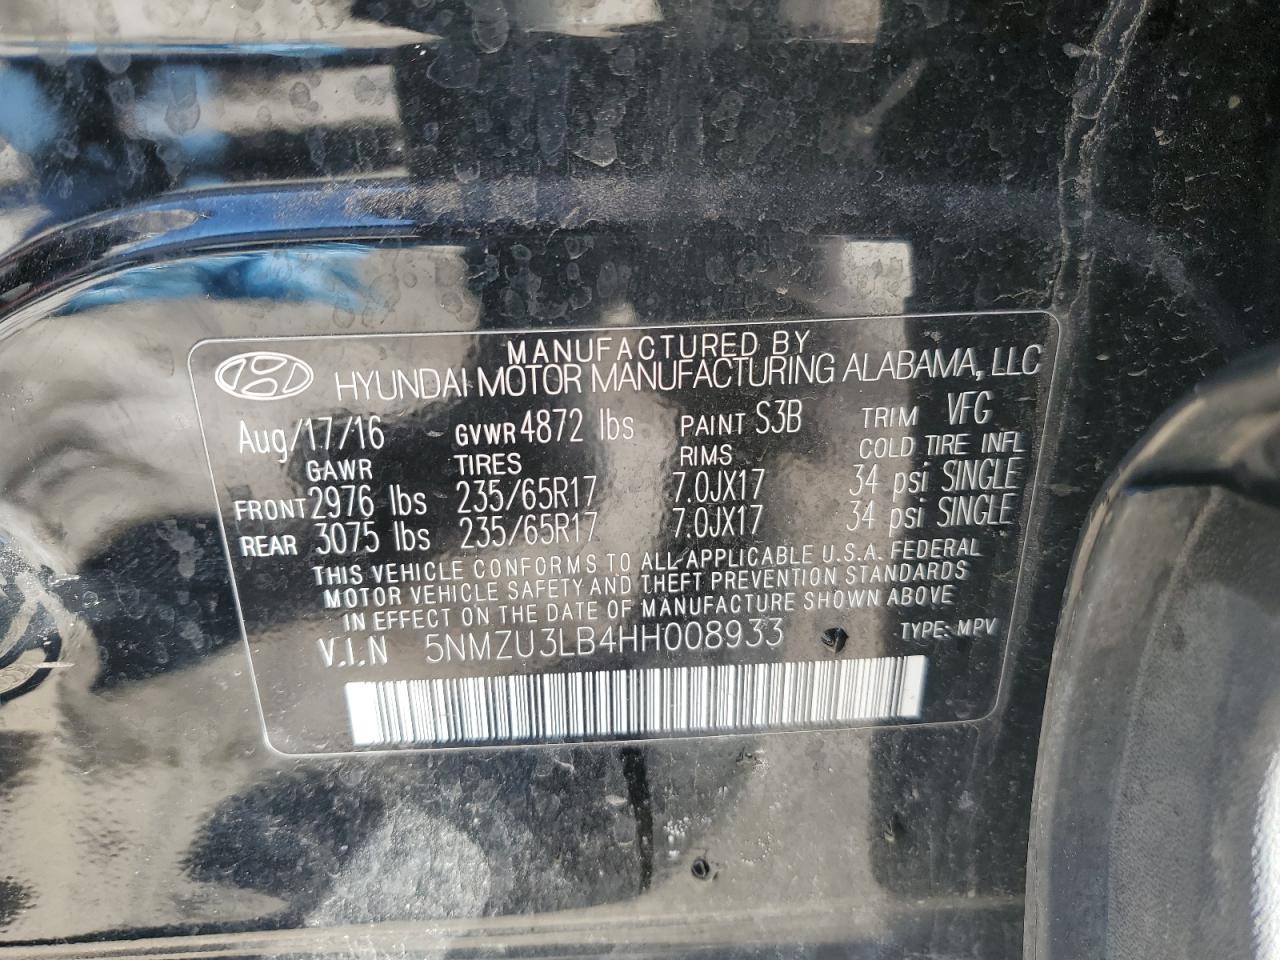 MANUFACTURED BY
HYUNDAI MOTOR MANUFACTURING ALABAMA, LLC
Aug/17/16 GVWR 4872 lbs PAINT S3B TRIM VFG
GAWR TIRES RIMS COLD TIRE INFL
FRONT 2976 lbs 235/65R17 7.0JX17 34 psi SINGLE
REAR 3075 lbs 235/65R17 7.0JX17 34 psi SINGLE
THIS VEHICLE CONFORMS TO ALL APPLICABLE U.S.A. FEDERAL
MOTOR VEHICLE SAFETY AND THEFT PREVENTION STANDARDS
IN EFFECT ON THE DATE OF MANUFACTURE SHOWN ABOVE
V.I.N 5NMZU3LB4HH008933 TYPE: MPV